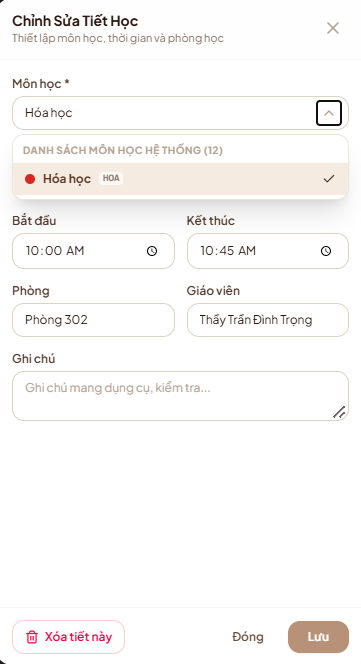 Chỉnh Sửa Tiết Học
Thiết lập môn học, thời gian và phòng học
Môn học *
Hóa học
DANH SÁCH MÔN HỌC HỆ THỐNG (12)
Hóa học HOA
Bắt đầu Kết thúc
10:00 AM 10:45 AM
Phòng Giáo viên
Phòng 302 Thầy Trần Đình Trọng
Ghi chú
Ghi chú mang dụng cụ, kiểm tra...
Xóa tiết này Đóng Lưu